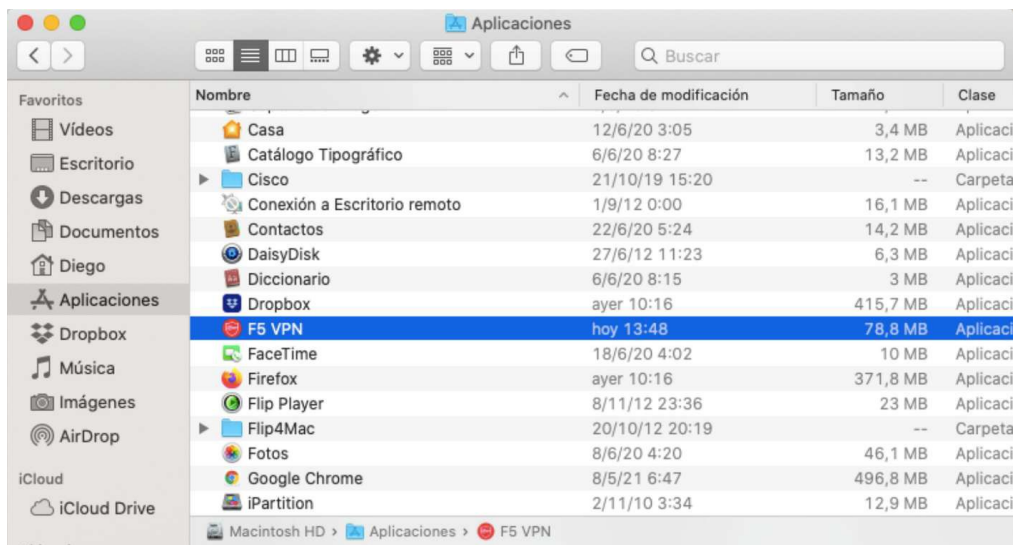 Aplicaciones
Buscar
Favoritos
Vídeos
Escritorio
Descargas
Documentos
Diego
Aplicaciones
Dropbox
Música
Imágenes
AirDrop
iCloud
iCloud Drive
Nombre Fecha de modificación Tamaño Clase
Casa 12/6/20 3:05 3,4 MB Aplicaci
Catálogo Tipográfico 6/6/20 8:27 13,2 MB Aplicaci
Cisco 21/10/19 15:20 -- Carpeta
Conexión a Escritorio remoto 1/9/12 0:00 16,1 MB Aplicaci
Contactos 22/6/20 5:24 14,2 MB Aplicaci
DaisyDisk 27/6/12 11:23 6,3 MB Aplicaci
Diccionario 6/6/20 8:15 3 MB Aplicaci
Dropbox ayer 10:16 415,7 MB Aplicaci
F5 VPN hoy 13:48 78,8 MB Aplicaci
FaceTime 18/6/20 4:02 10 MB Aplicaci
Firefox ayer 10:16 371,8 MB Aplicaci
Flip Player 8/11/12 23:36 23 MB Aplicaci
Flip4Mac 20/10/12 20:19 -- Carpeta
Fotos 8/6/20 4:20 46,1 MB Aplicaci
Google Chrome 8/5/21 6:47 496,8 MB Aplicaci
iPartition 2/11/10 3:34 12,9 MB Aplicaci
Macintosh HD › Aplicaciones › F5 VPN